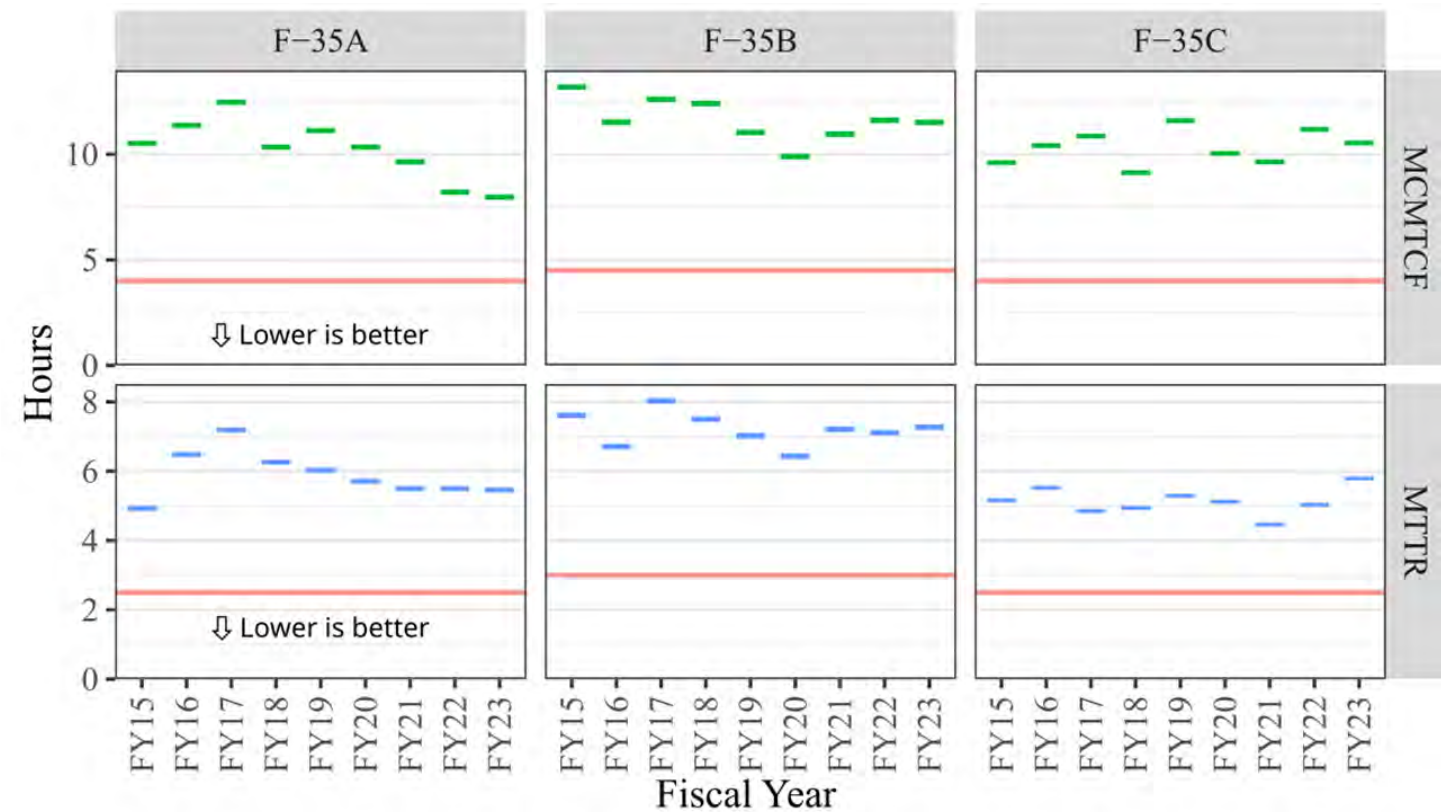 F−35A
F−35B
F−35C
10
5
0
⇩ Lower is better
MCMTCF
Hours
8
6
4
2
0
⇩ Lower is better
MTTR
FY15
FY16
FY17
FY18
FY19
FY20
FY21
FY22
FY23
FY15
FY16
FY17
FY18
FY19
FY20
FY21
FY22
FY23
FY15
FY16
FY17
FY18
FY19
FY20
FY21
FY22
FY23
Fiscal Year